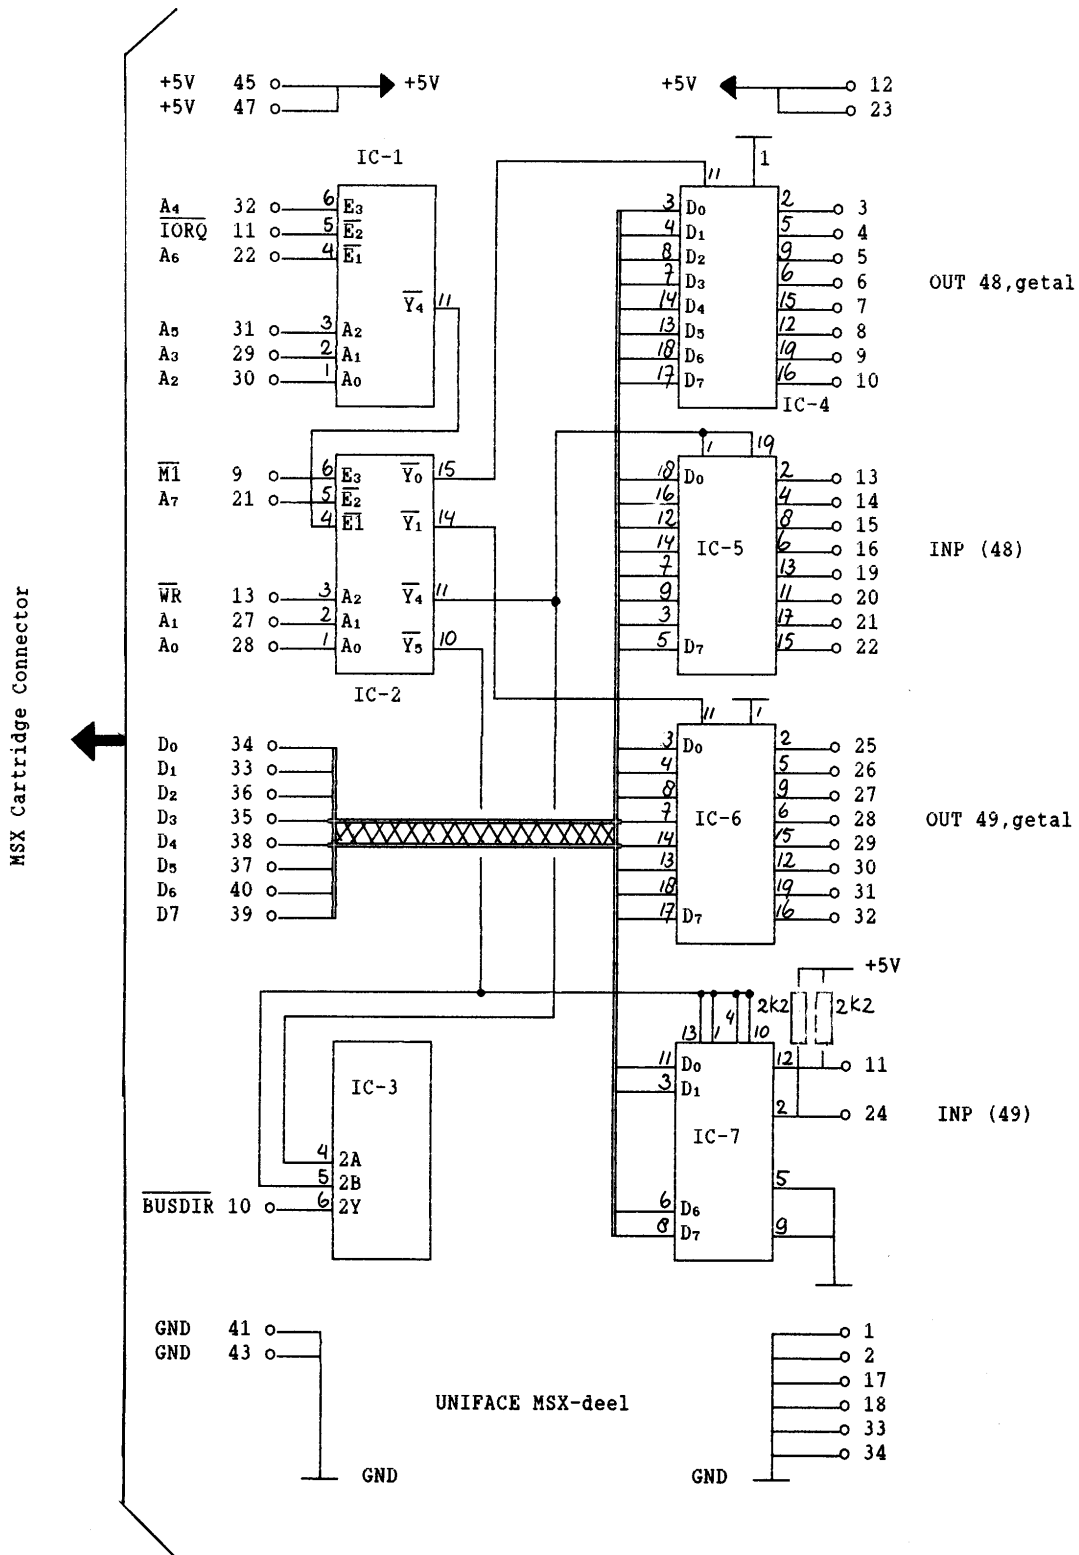 +5V 45 +5V +5V 12
+5V 47 23
IC-1 1 11
A4 32 6 E3 3 D0 2 3
IORQ 11 5 E2 4 D1 5 4
A6 22 4 E1 8 D2 9 5
7 D3 6 6 OUT 48,getal
Y4 11 14 D4 15 7
A5 31 3 A2 13 D5 12 8
A3 29 2 A1 18 D6 19 9
A2 30 1 A0 17 D7 16 10
IC-4
1 19
M1 9 6 E3 Y0 15 18 D0 2 13
A7 21 5 E2 16 4 14
4 E1 Y1 14 12 8 15
14 IC-5 6 16 INP (48)
7 13 19
WR 13 3 A2 Y4 11 9 11 20
A1 27 2 A1 3 17 21
A0 28 1 A0 Y5 10 5 D7 15 22
IC-2
11 1
D0 34 3 D0 2 25
D1 33 4 5 26
D2 36 8 9 27
D3 35 7 IC-6 6 28 OUT 49,getal
D4 38 14 15 29
D5 37 13 12 30
D6 40 18 19 31
D7 39 17 D7 16 32
MSX Cartridge Connector
+5V
2k2 2k2
13 1 4 10
11 D0 12 11
IC-3 3 D1
2 24 INP (49)
IC-7
4 2A
5 2B 5
BUSDIR 10 6 2Y 6 D6
8 D7 9
GND 41 1
GND 43 2
17
UNIFACE MSX-deel 18
33
34
GND GND